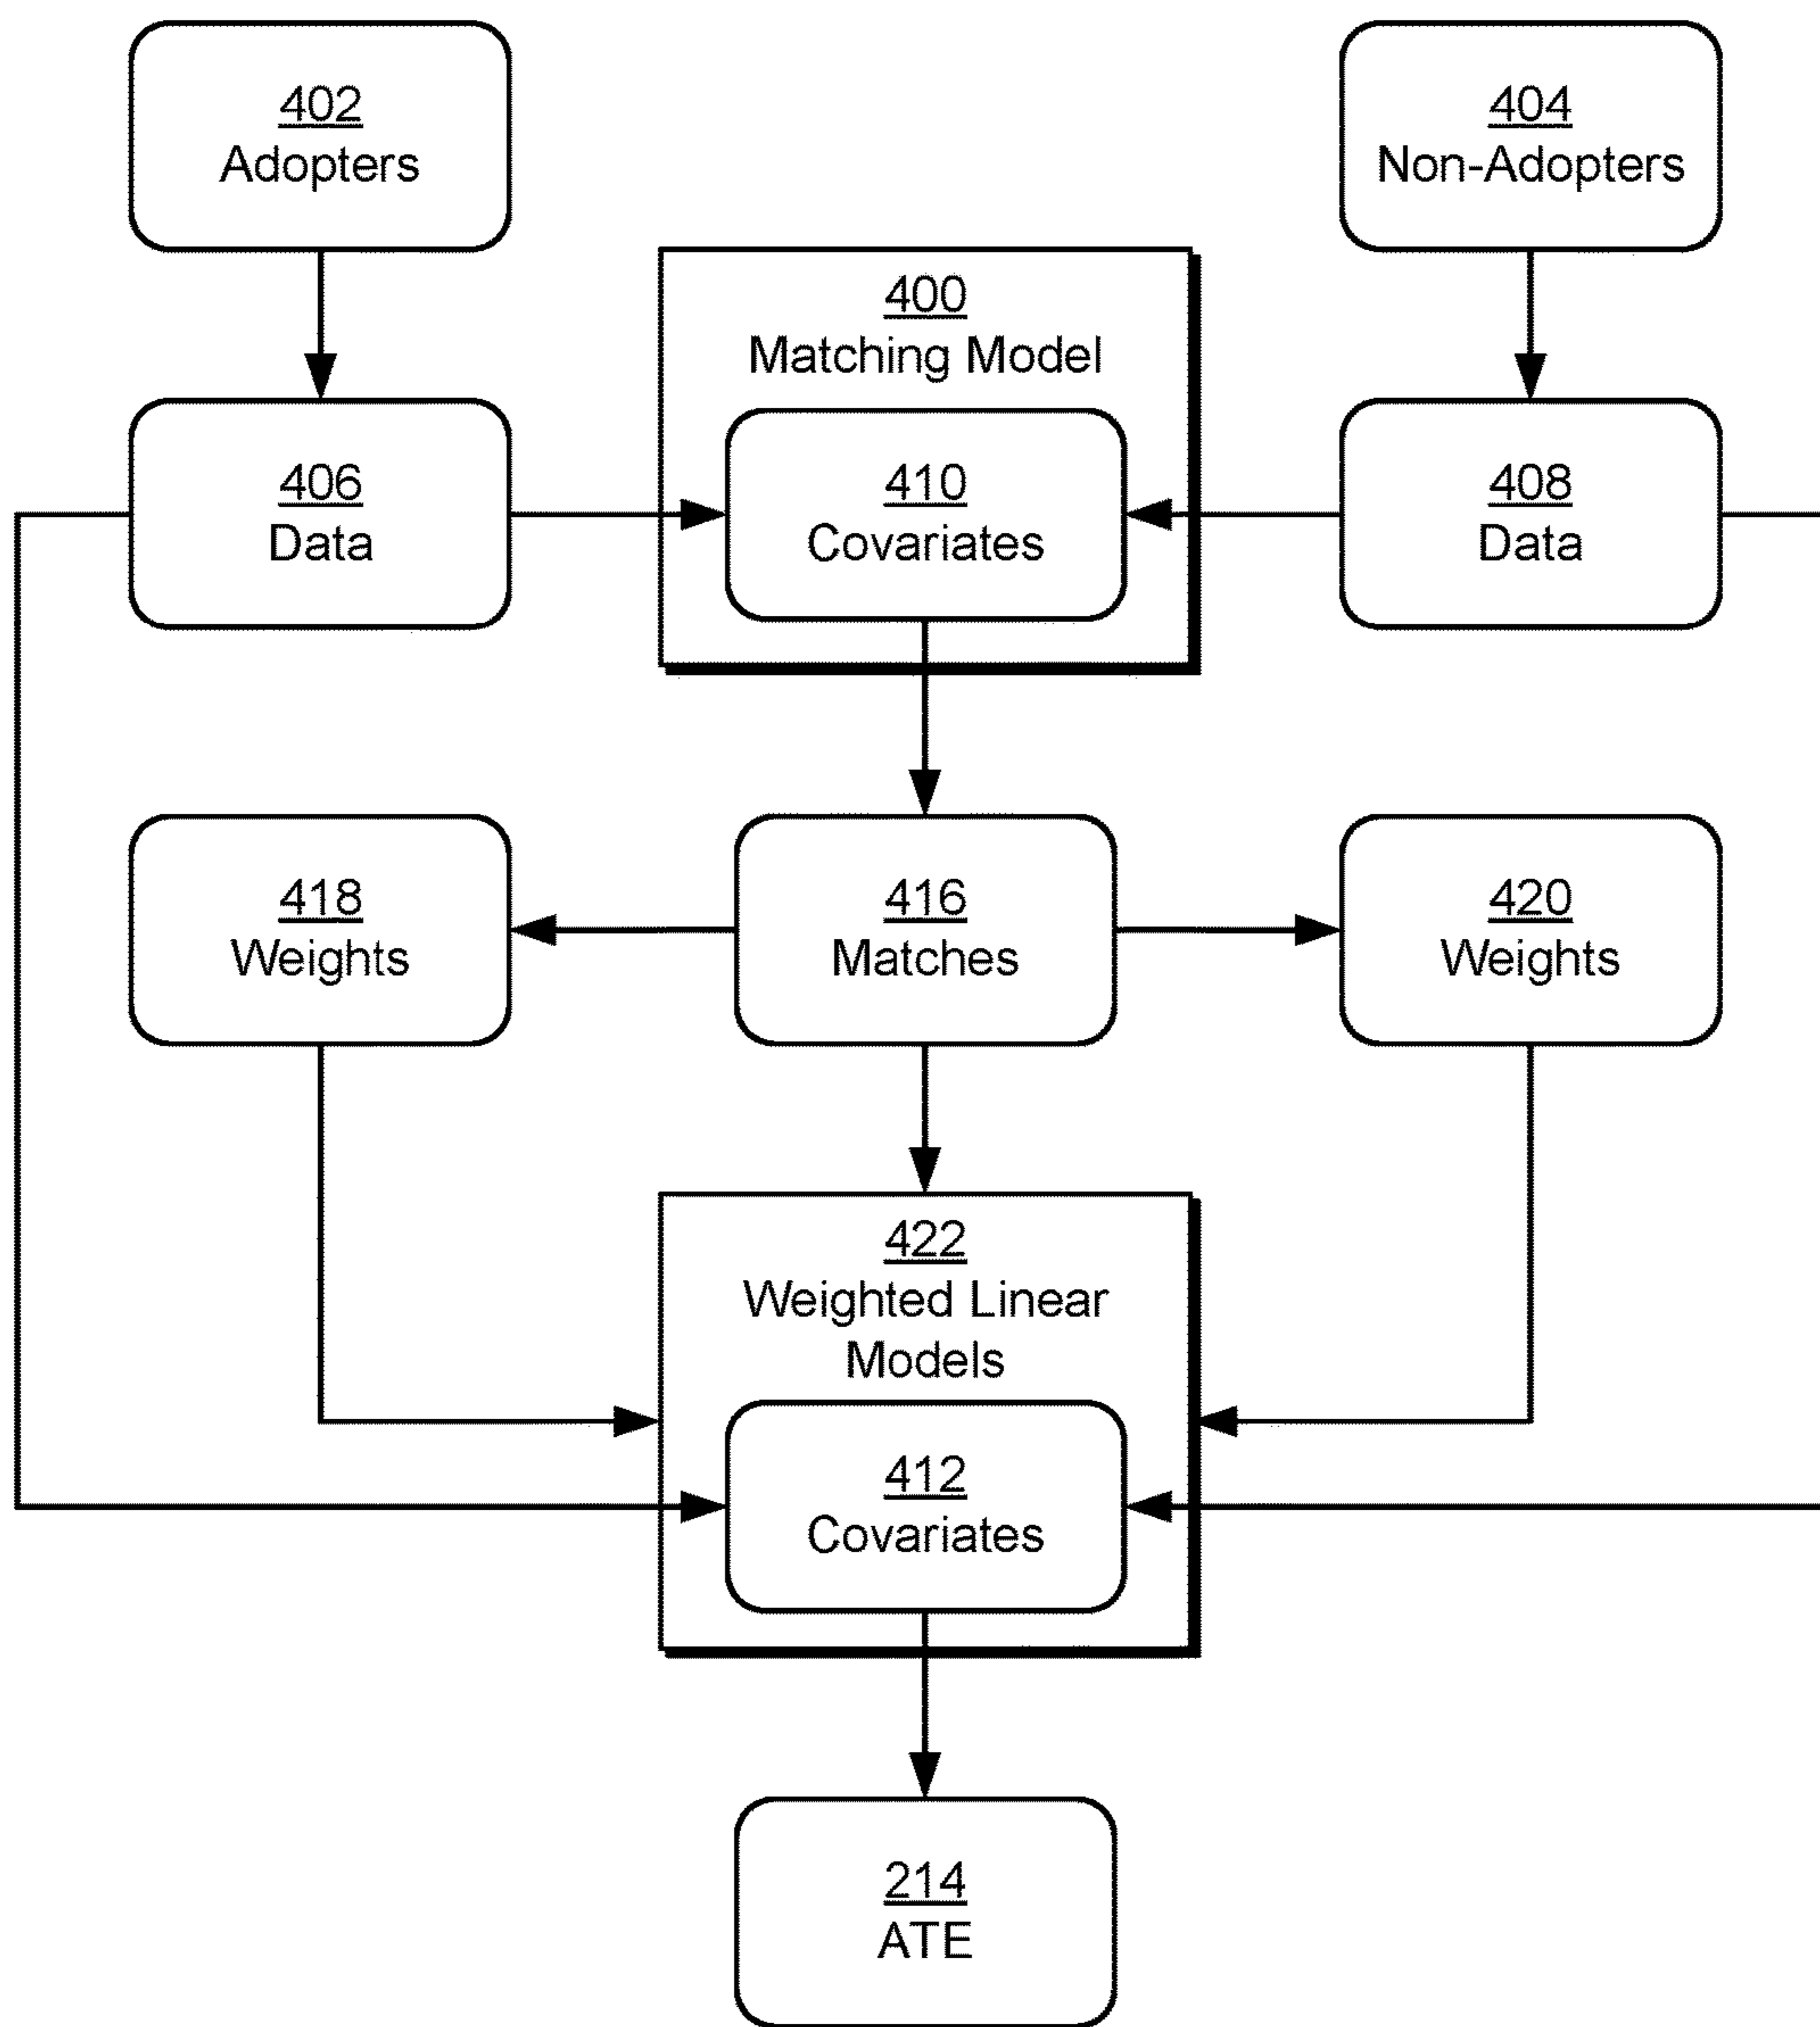 402
Adopters
404
Non-Adopters
400
Matching Model
406
Data
410
Covariates
408
Data
418
Weights
416
Matches
420
Weights
422
Weighted Linear
Models
412
Covariates
214
ATE